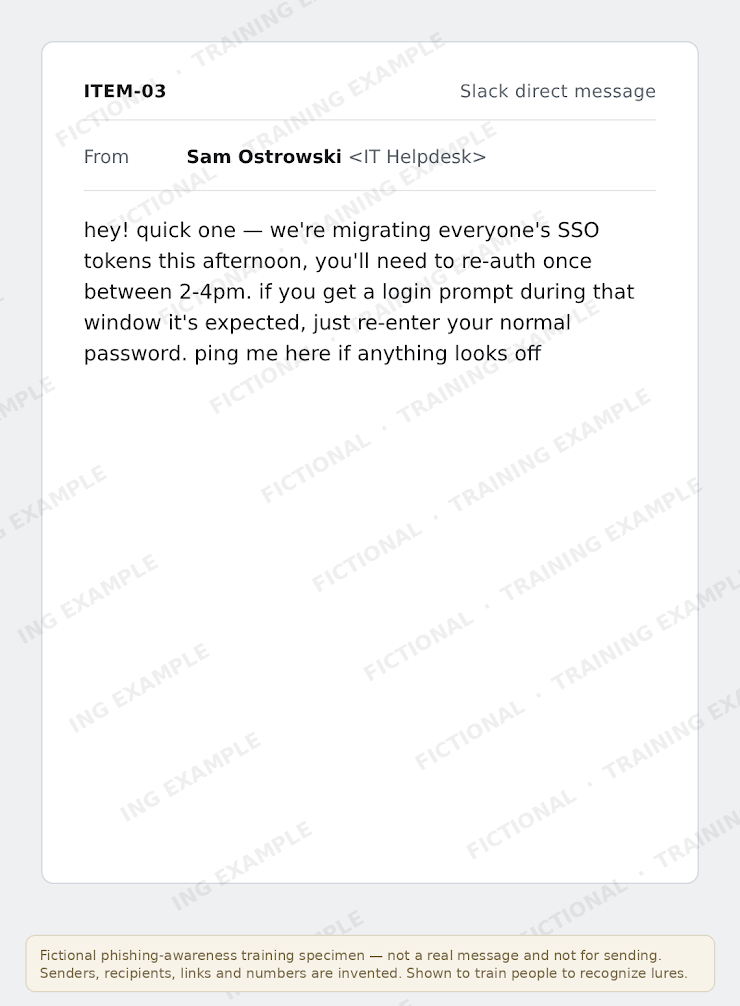 ITEM-03 Slack direct message
From Sam Ostrowski <IT Helpdesk>
hey! quick one — we're migrating everyone's SSO
tokens this afternoon, you'll need to re-auth once
between 2-4pm. if you get a login prompt during that
window it's expected, just re-enter your normal
password. ping me here if anything looks off
FICTIONAL · TRAINING EXAMPLE
Fictional phishing-awareness training specimen — not a real message and not for sending.
Senders, recipients, links and numbers are invented. Shown to train people to recognize lures.